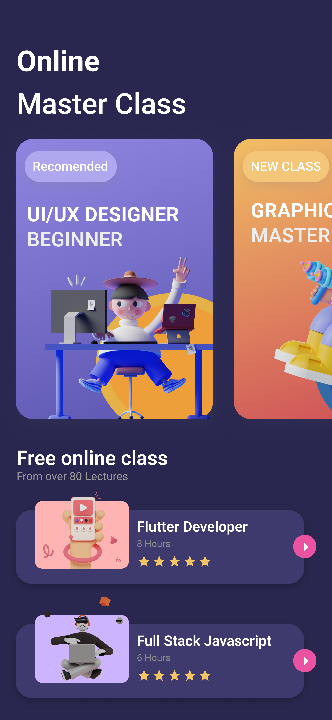 Online
Master Class
Recomended
UI/UX DESIGNER
BEGINNER
NEW CLASS
GRAPHIC
MASTER
Free online class
From over 80 Lectures
Flutter Developer
8 Hours
Full Stack Javascript
6 Hours